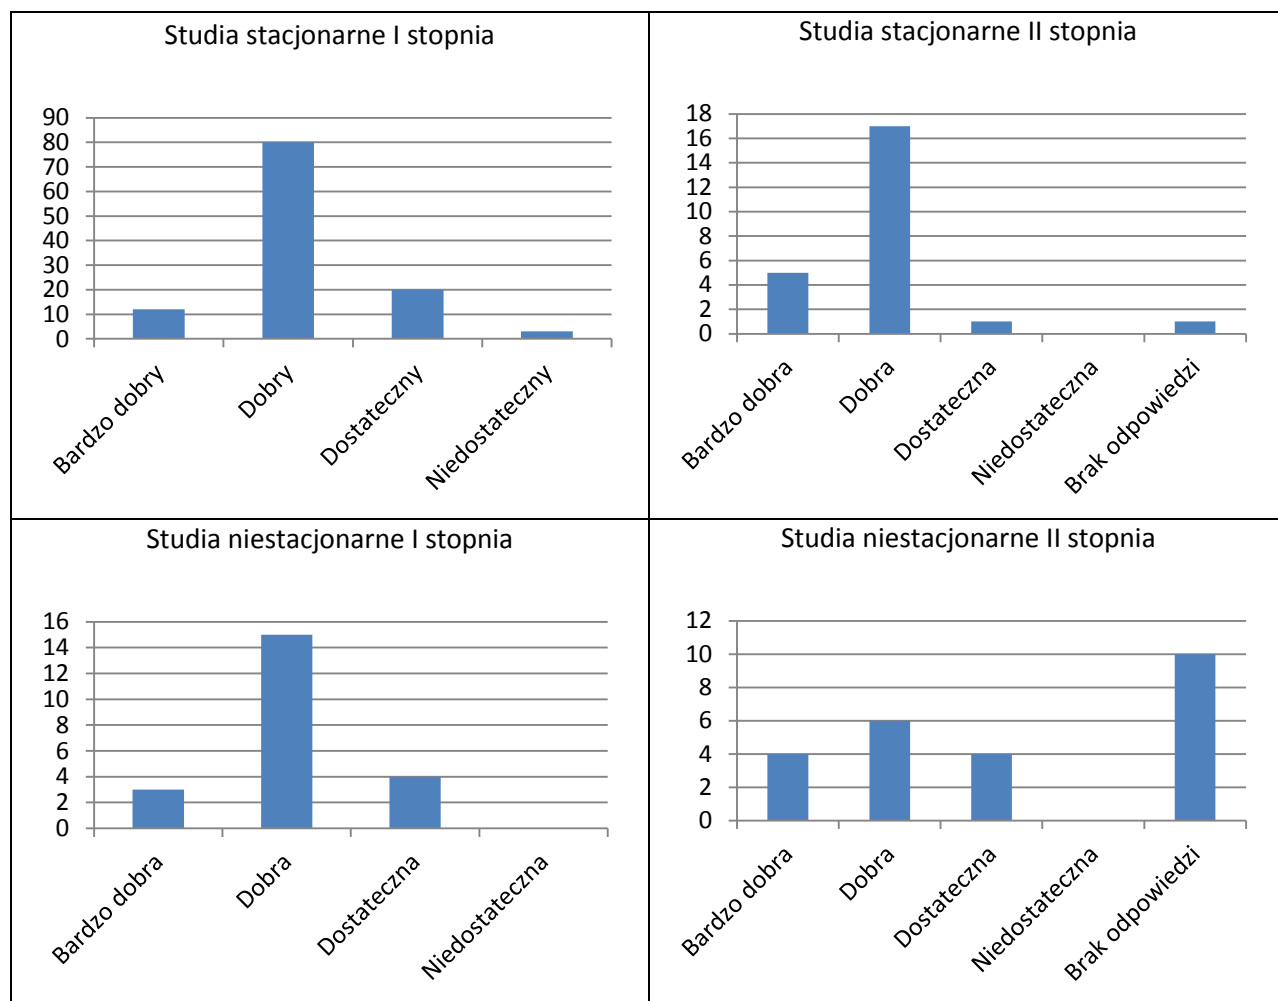 Studia stacjonarne I stopnia
90
80
70
60
50
40
30
20
10
0
Bardzo dobry
Dobry
Dostateczny
Niedostateczny
Studia stacjonarne II stopnia
18
16
14
12
10
8
6
4
2
0
Bardzo dobra
Dobra
Dostateczna
Niedostateczna
Brak odpowiedzi
Studia niestacjonarne I stopnia
16
14
12
10
8
6
4
2
0
Bardzo dobra
Dobra
Dostateczna
Niedostateczna
Studia niestacjonarne II stopnia
12
10
8
6
4
2
0
Bardzo dobra
Dobra
Dostateczna
Niedostateczna
Brak odpowiedzi